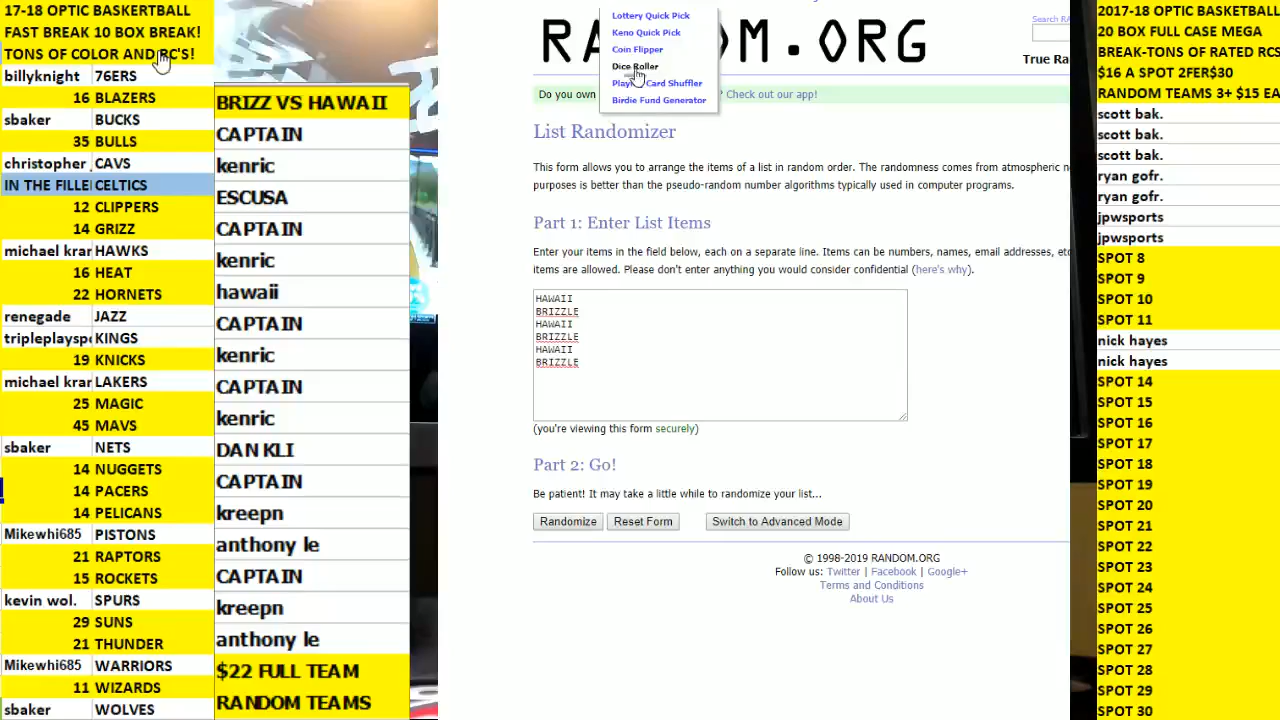 17-18 OPTIC BASKERTBALL
FAST BREAK 10 BOX BREAK!
TONS OF COLOR AND RC'S!
billyknight 76ERS
16 BLAZERS
sbaker BUCKS
35 BULLS
christopher CAVS
IN THE FILLE CELTICS
12 CLIPPERS
14 GRIZZ
michael krar HAWKS
16 HEAT
22 HORNETS
renegade JAZZ
tripleplayspo KINGS
19 KNICKS
michael krar LAKERS
25 MAGIC
45 MAVS
sbaker NETS
14 NUGGETS
14 PACERS
14 PELICANS
Mikewhi685 PISTONS
21 RAPTORS
15 ROCKETS
kevin wol. SPURS
29 SUNS
21 THUNDER
Mikewhi685 WARRIORS
11 WIZARDS
sbaker WOLVES
BRIZZ VS HAWAII
CAPTAIN
kenric
ESCUSA
CAPTAIN
kenric
hawaii
CAPTAIN
kenric
CAPTAIN
kenric
DAN KLI
CAPTAIN
kreepn
anthony le
CAPTAIN
kreepn
anthony le
$22 FULL TEAM
RANDOM TEAMS
Lottery Quick Pick
Keno Quick Pick
Coin Flipper
Dice Roller
Card Shuffler
Birdie Fund Generator
.ORG
Search RA
True Ra
Do you own ? Check out our app!
List Randomizer
This form allows you to arrange the items of a list in random order. The randomness comes from atmospheric n
purposes is better than the pseudo-random number algorithms typically used in computer programs.
Part 1: Enter List Items
Enter your items in the field below, each on a separate line. Items can be numbers, names, email addresses, etc
items are allowed. Please don't enter anything you would consider confidential (here's why).
HAWAII
BRIZZLE
HAWAII
BRIZZLE
HAWAII
BRIZZLE
(you're viewing this form securely)
Part 2: Go!
Be patient! It may take a little while to randomize your list...
Randomize Reset Form Switch to Advanced Mode
© 1998-2019 RANDOM.ORG
Follow us: Twitter | Facebook | Google+
Terms and Conditions
About Us
2017-18 OPTIC BASKETBALL
20 BOX FULL CASE MEGA
BREAK-TONS OF RATED RCS
$16 A SPOT 2FER$30
RANDOM TEAMS 3+ $15 EA
scott bak.
scott bak.
scott bak.
ryan gofr.
ryan gofr.
jpwsports
jpwsports
SPOT 8
SPOT 9
SPOT 10
SPOT 11
nick hayes
nick hayes
SPOT 14
SPOT 15
SPOT 16
SPOT 17
SPOT 18
SPOT 19
SPOT 20
SPOT 21
SPOT 22
SPOT 23
SPOT 24
SPOT 25
SPOT 26
SPOT 27
SPOT 28
SPOT 29
SPOT 30